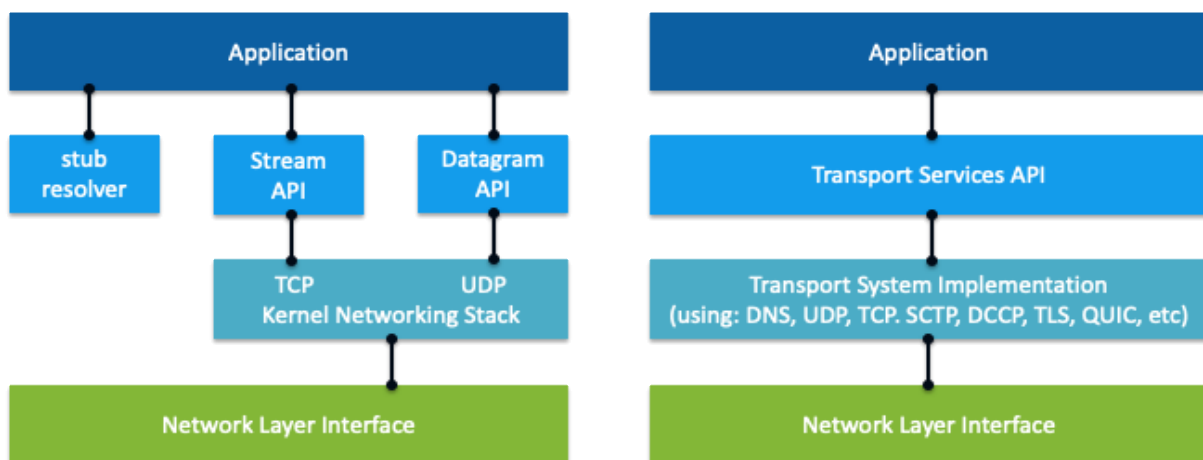 Application
stub
resolver
Stream
API
Datagram
API
TCP
UDP
Kernel Networking Stack
Network Layer Interface
Application
Transport Services API
Transport System Implementation
(using: DNS, UDP, TCP. SCTP, DCCP, TLS, QUIC, etc)
Network Layer Interface